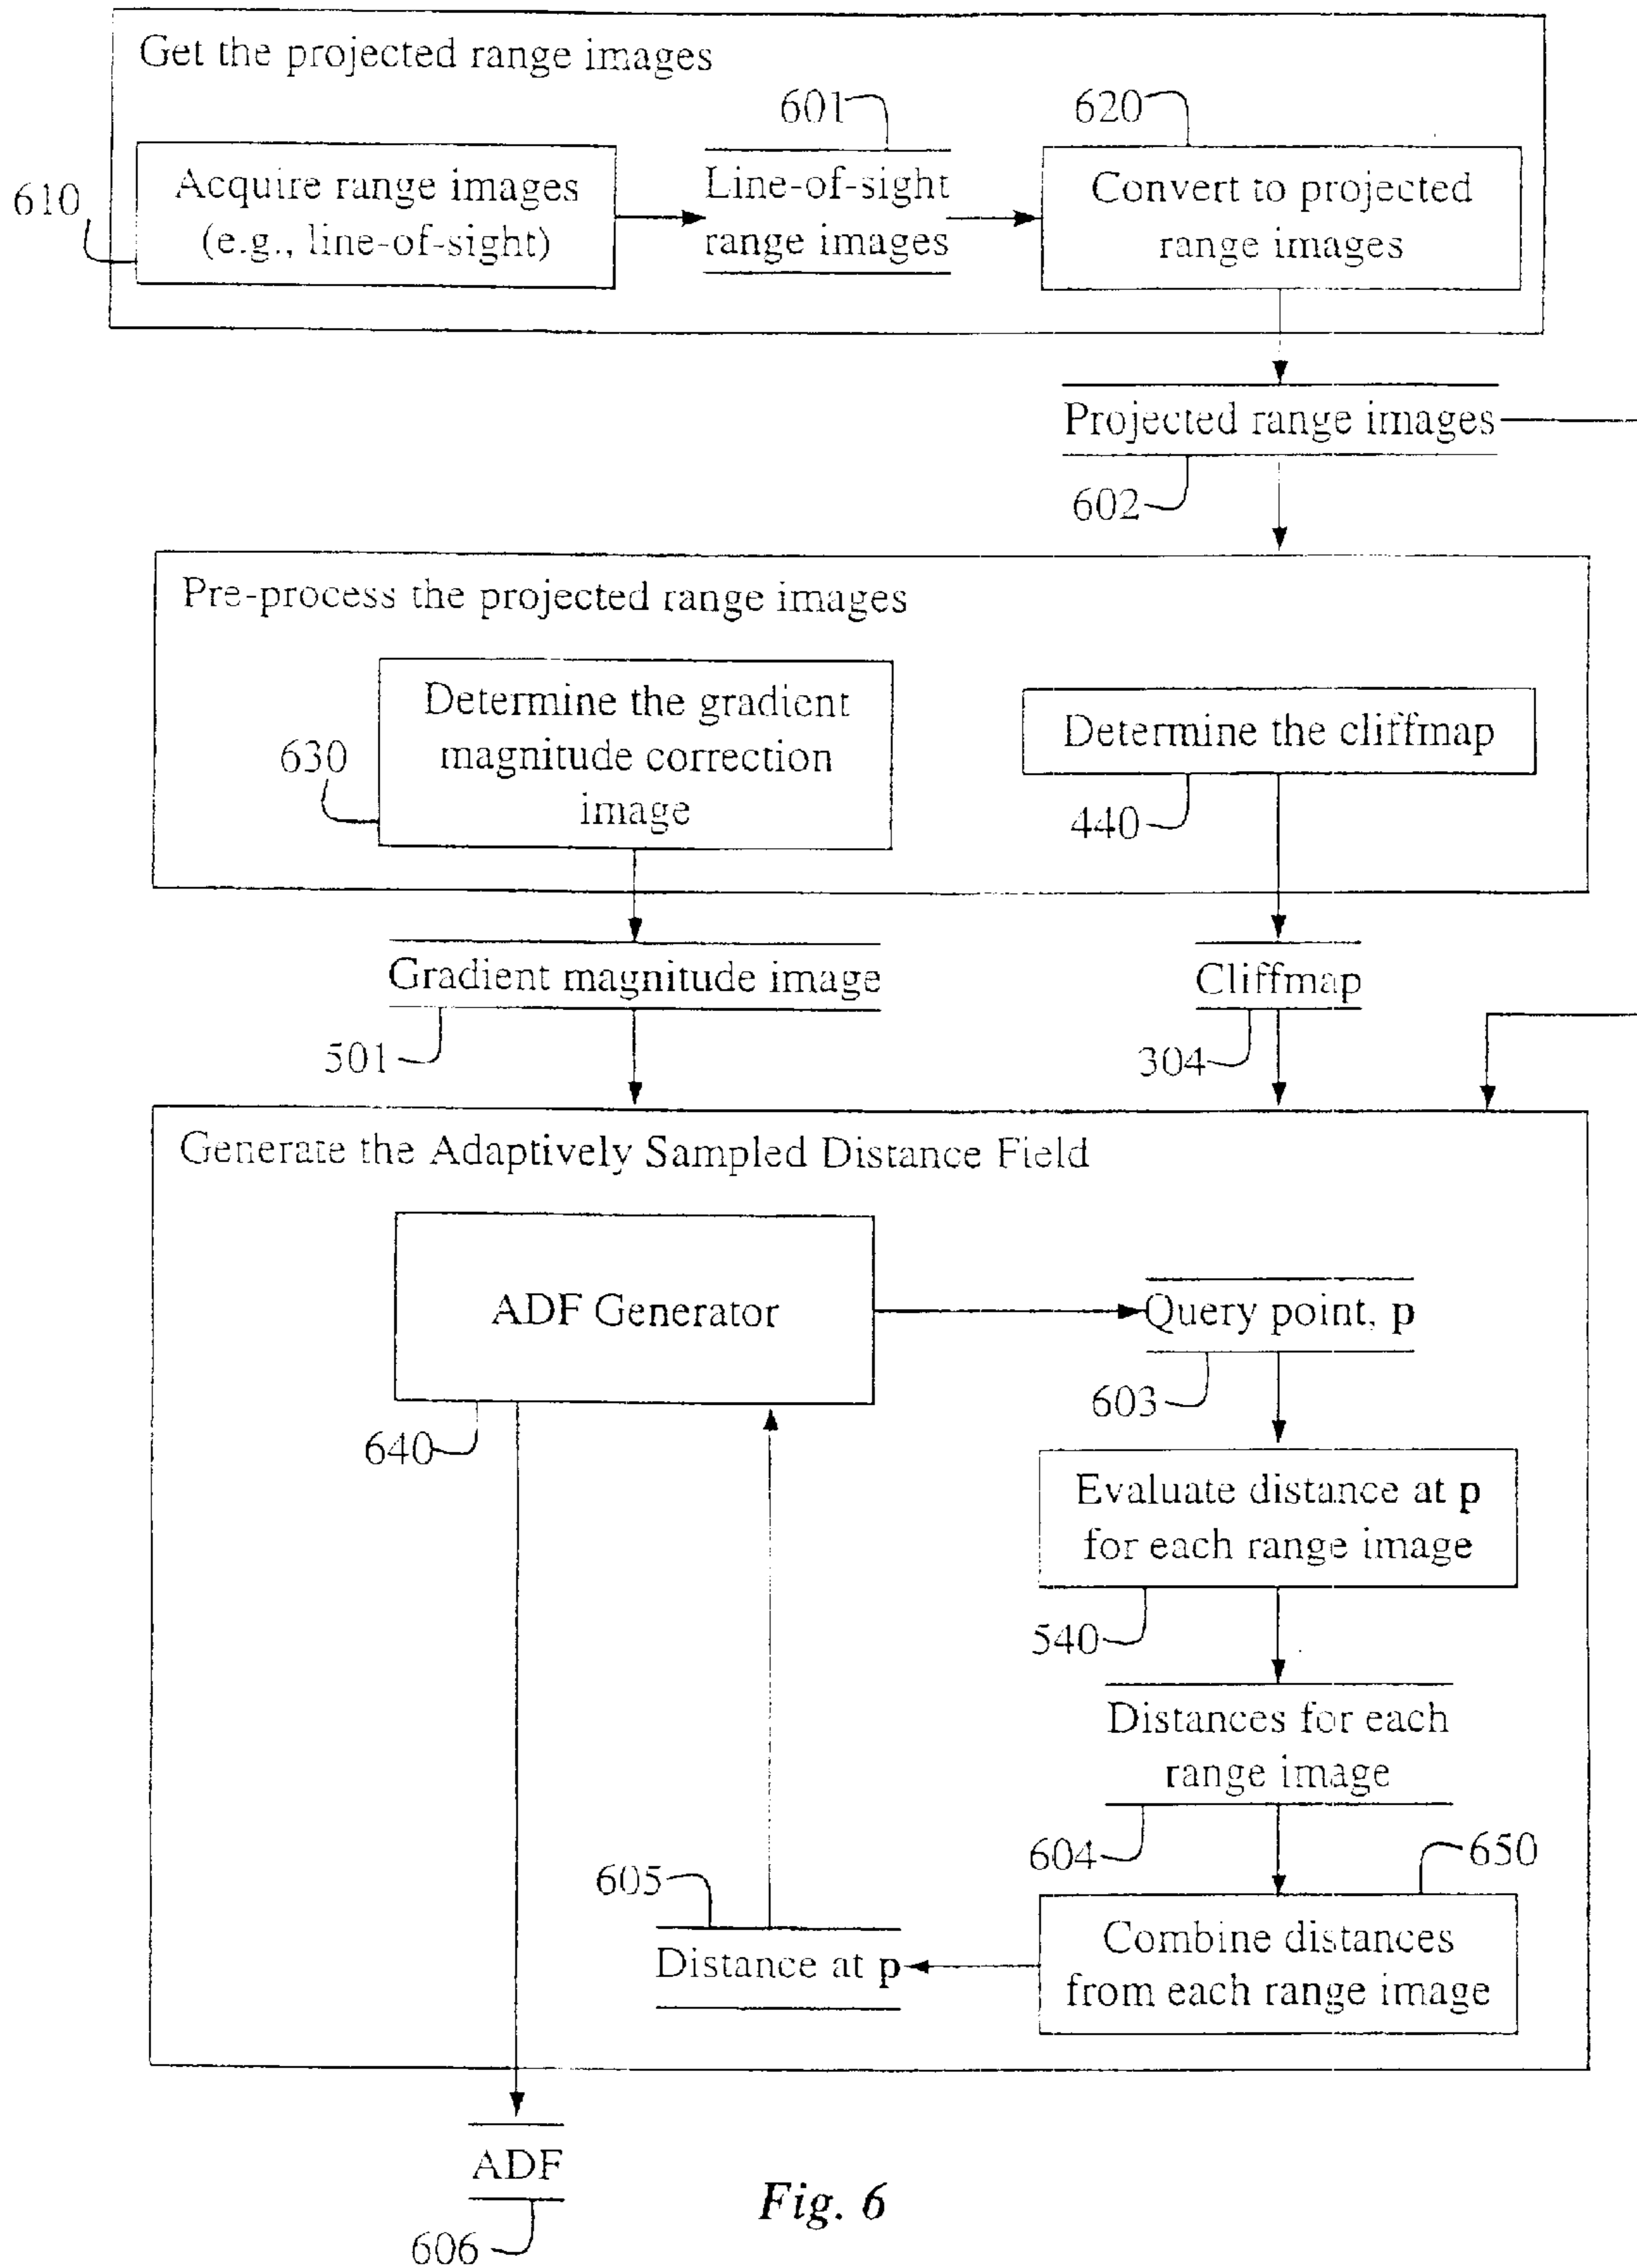 Get the projected range images
601
620
610
Acquire range images
(e.g., line-of-sight)
Line-of-sight
range images
Convert to projected
range images
Projected range images
602
Pre-process the projected range images
630
Determine the gradient
magnitude correction
image
Determine the cliffmap
440
Gradient magnitude image
501
Cliffmap
304
Generate the Adaptively Sampled Distance Field
ADF Generator
640
Query point, p
603
Evaluate distance at p
for each range image
540
Distances for each
range image
604
650
605
Distance at p
Combine distances
from each range image
ADF
606
Fig. 6